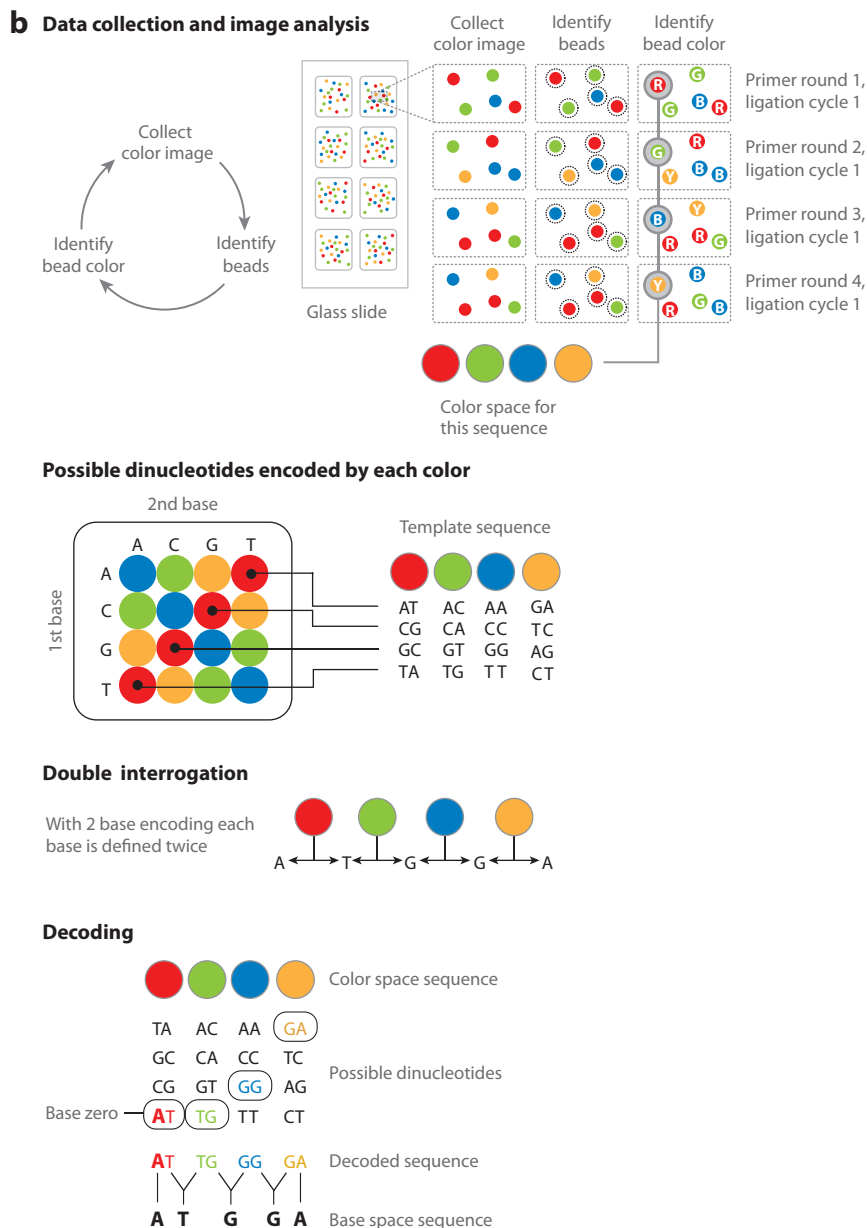 b Data collection and image analysis
Collect color image
Identify beads
Identify bead color
Glass slide
Collect color image
Identify beads
Identify bead color
R G G B R
Primer round 1, ligation cycle 1
G R Y B B
Primer round 2, ligation cycle 1
B Y R R G
Primer round 3, ligation cycle 1
Y B R G B
Primer round 4, ligation cycle 1
Color space for this sequence
Possible dinucleotides encoded by each color
2nd base
A C G T
1st base
A
C
G
T
Template sequence
AT AC AA GA
CG CA CC TC
GC GT GG AG
TA TG TT CT
Double interrogation
With 2 base encoding each
base is defined twice
A T G G A
Decoding
Color space sequence
TA AC AA GA
GC CA CC TC
Possible dinucleotides
CG GT GG AG
Base zero
AT TG TT CT
AT TG GG GA Decoded sequence
A T G G A Base space sequence